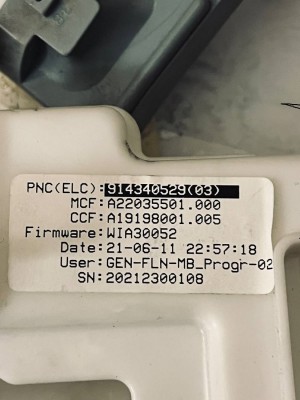 PNC(ELC):914340529(03)
MCF:A22035501.000
CCF:A19198001.005
Firmware:WIA30052
Date:21-06-11 22:57:18
User:GEN-FLN-MB_Progr-02
SN:20212300108